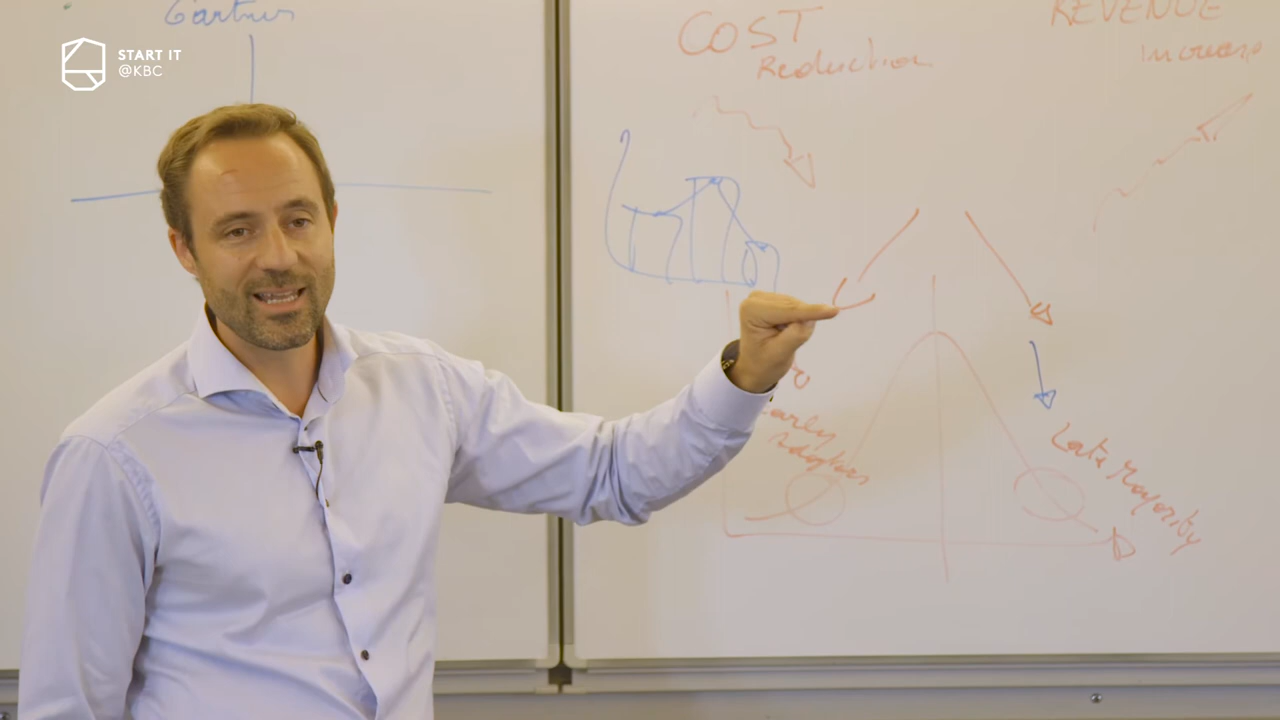 Gartner
START IT
@KBC
COST
Reduction
REVENUE
increase
Early
Adopters
Late Majority